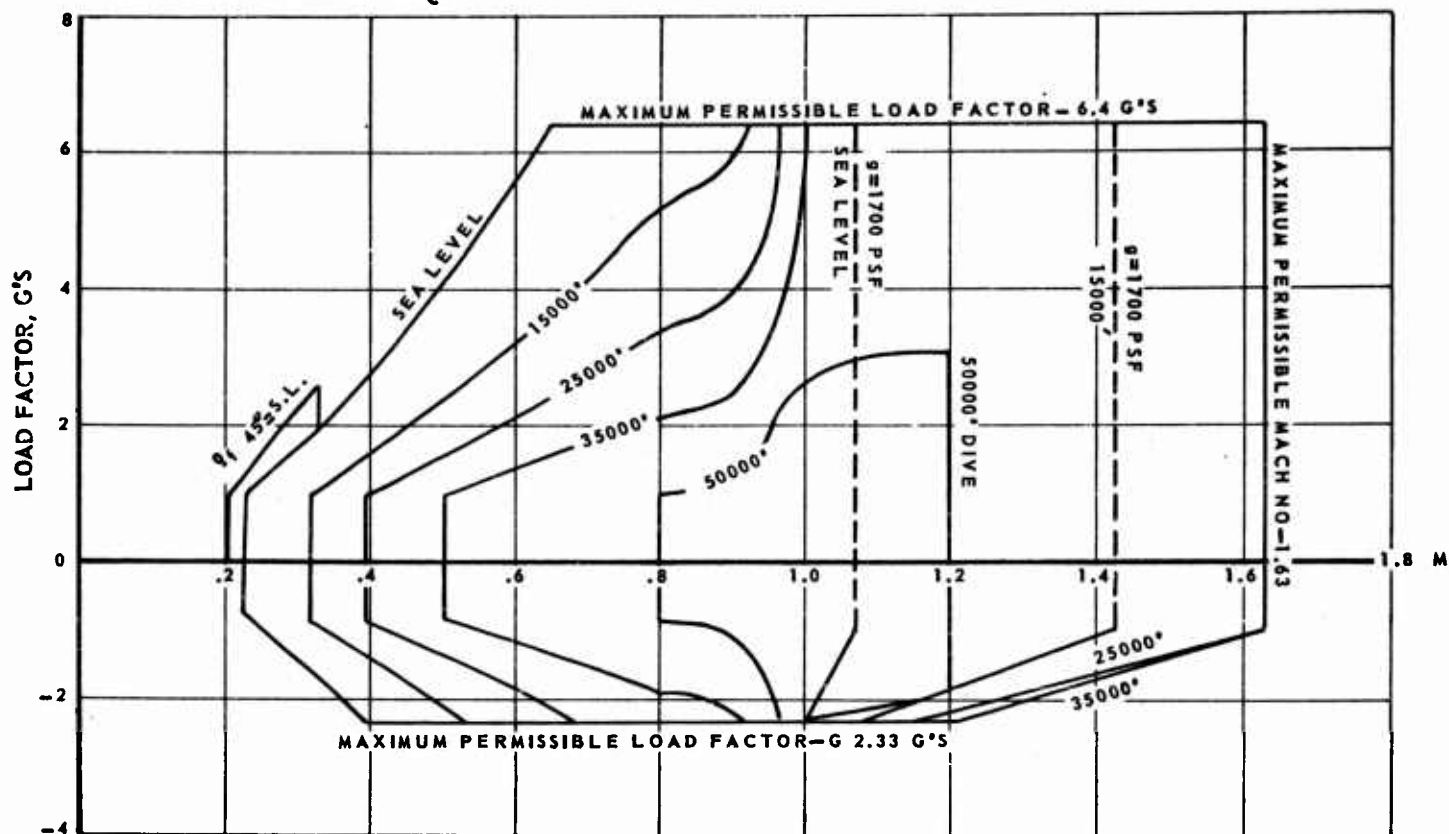 8
MAXIMUM PERMISSIBLE LOAD FACTOR—6.4 G'S
6
4
2
0
-2
-4
LOAD FACTOR, G'S
.2
.4
.6
.8
1.0
1.2
1.4
1.6
1.8 M
45°
S.L.
SEA LEVEL
15000'
25000'
35000'
50000'
SEA LEVEL
q=1700 PSF
50000' DIVE
15000'
q=1700 PSF
MAXIMUM PERMISSIBLE MACH NO—1.63
25000'
35000'
MAXIMUM PERMISSIBLE LOAD FACTOR—G 2.33 G'S